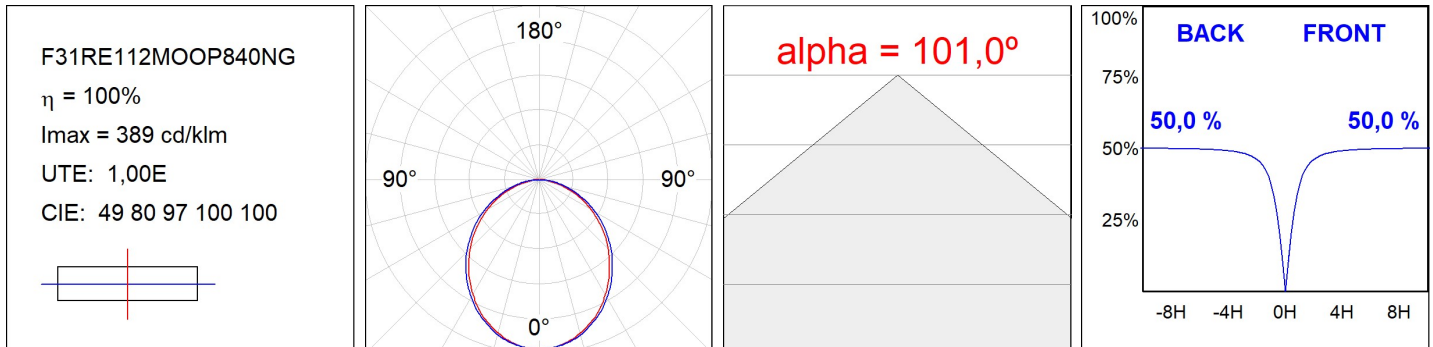 F31RE112MOOP840NG
η = 100%
Imax = 389 cd/klm
UTE: 1,00E
CIE: 49 80 97 100 100
180°
90° 90°
0°
alpha = 101,0º
100%
BACK FRONT
75%
50,0 % 50,0 %
50%
25%
-8H -4H 0H 4H 8H